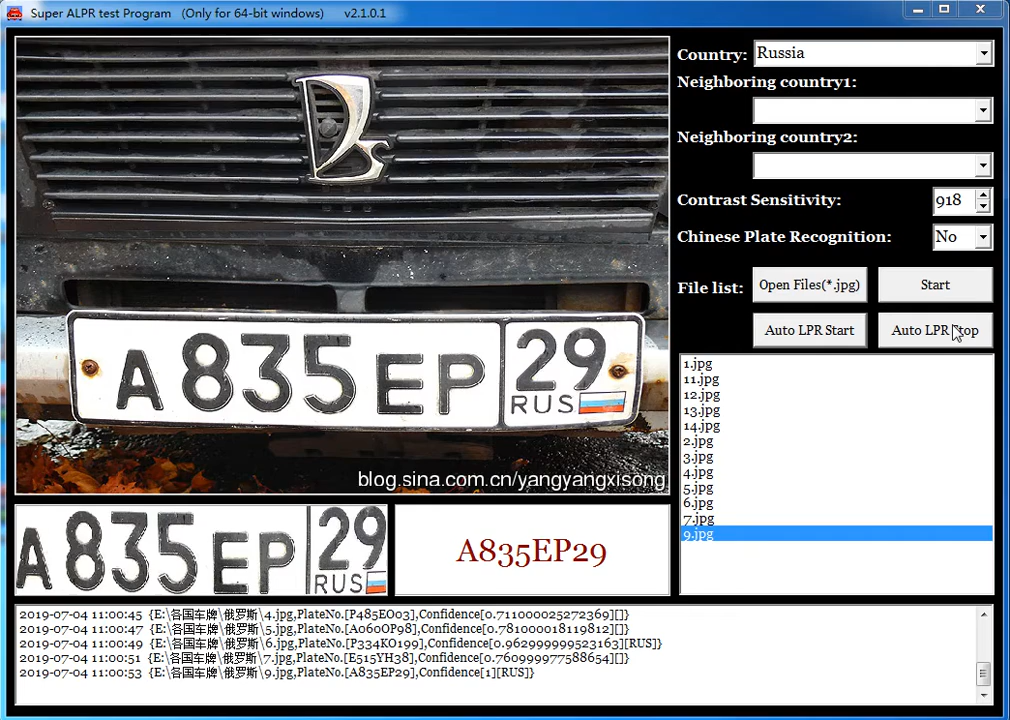 Super ALPR test Program (Only for 64-bit windows) v2.1.0.1
Country: Russia
Neighboring country1:
Neighboring country2:
Contrast Sensitivity: 918
Chinese Plate Recognition: No
File list: Open Files(*.jpg) Start
Auto LPR Start Auto LPR Stop
1.jpg
11.jpg
12.jpg
13.jpg
14.jpg
2.jpg
3.jpg
4.jpg
5.jpg
6.jpg
7.jpg
9.jpg
A835EP 29
RUS
blog.sina.com.cn/yangyangxisong
A835EP 29
RUS
A835EP29
2019-07-04 11:00:45 {E:\各国车牌\俄罗斯\4.jpg,PlateNo.[P485EO03],Confidence[0.711000025272369][]}
2019-07-04 11:00:47 {E:\各国车牌\俄罗斯\5.jpg,PlateNo.[A060OP98],Confidence[0.781000018119812][]}
2019-07-04 11:00:49 {E:\各国车牌\俄罗斯\6.jpg,PlateNo.[P334KO199],Confidence[0.962999999523163][RUS]}
2019-07-04 11:00:51 {E:\各国车牌\俄罗斯\7.jpg,PlateNo.[E515YH38],Confidence[0.760999977588654][]}
2019-07-04 11:00:53 {E:\各国车牌\俄罗斯\9.jpg,PlateNo.[A835EP29],Confidence[1][RUS]}